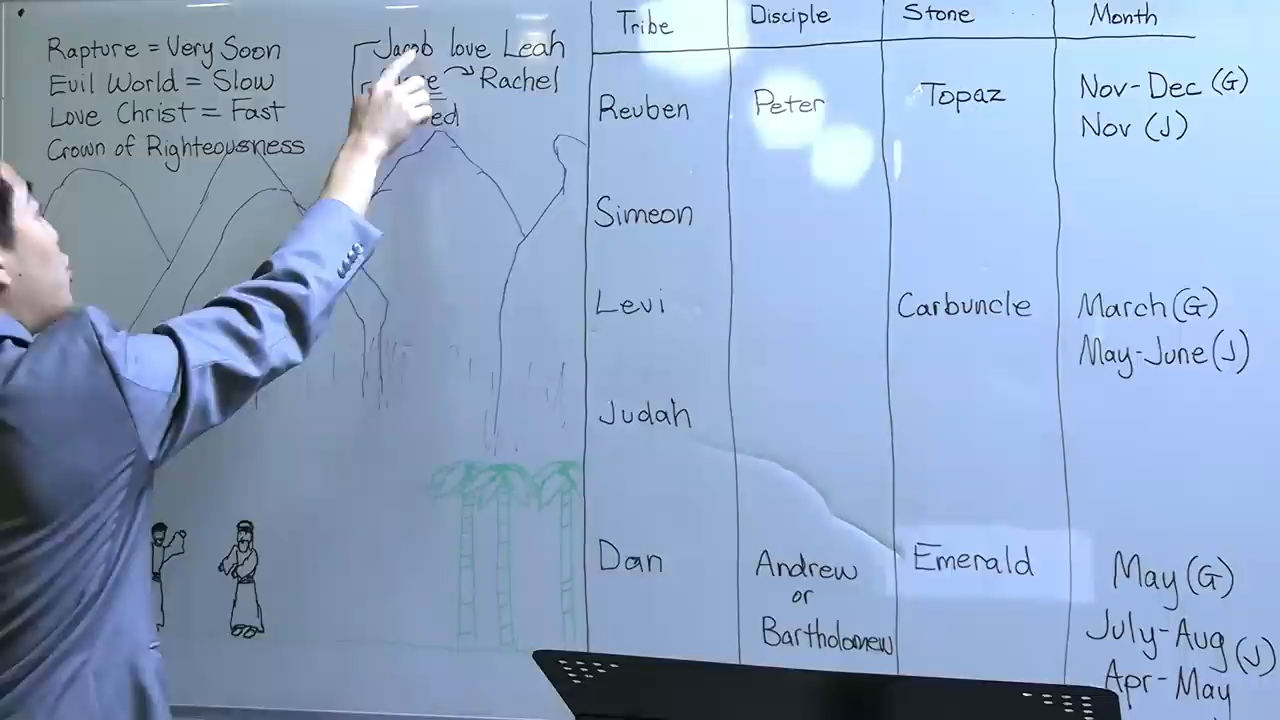 Rapture = Very Soon
Evil World = Slow
Love Christ = Fast
Crown of Righteousness
Jacob love Leah
Rachel
Tribe Disciple Stone Month
Reuben Peter Topaz Nov-Dec (G)
Nov (J)
Simeon
Levi Carbuncle March (G)
May-June (J)
Judah
Dan Andrew Emerald May (G)
or
Bartholomew July-Aug (J)
Apr-May